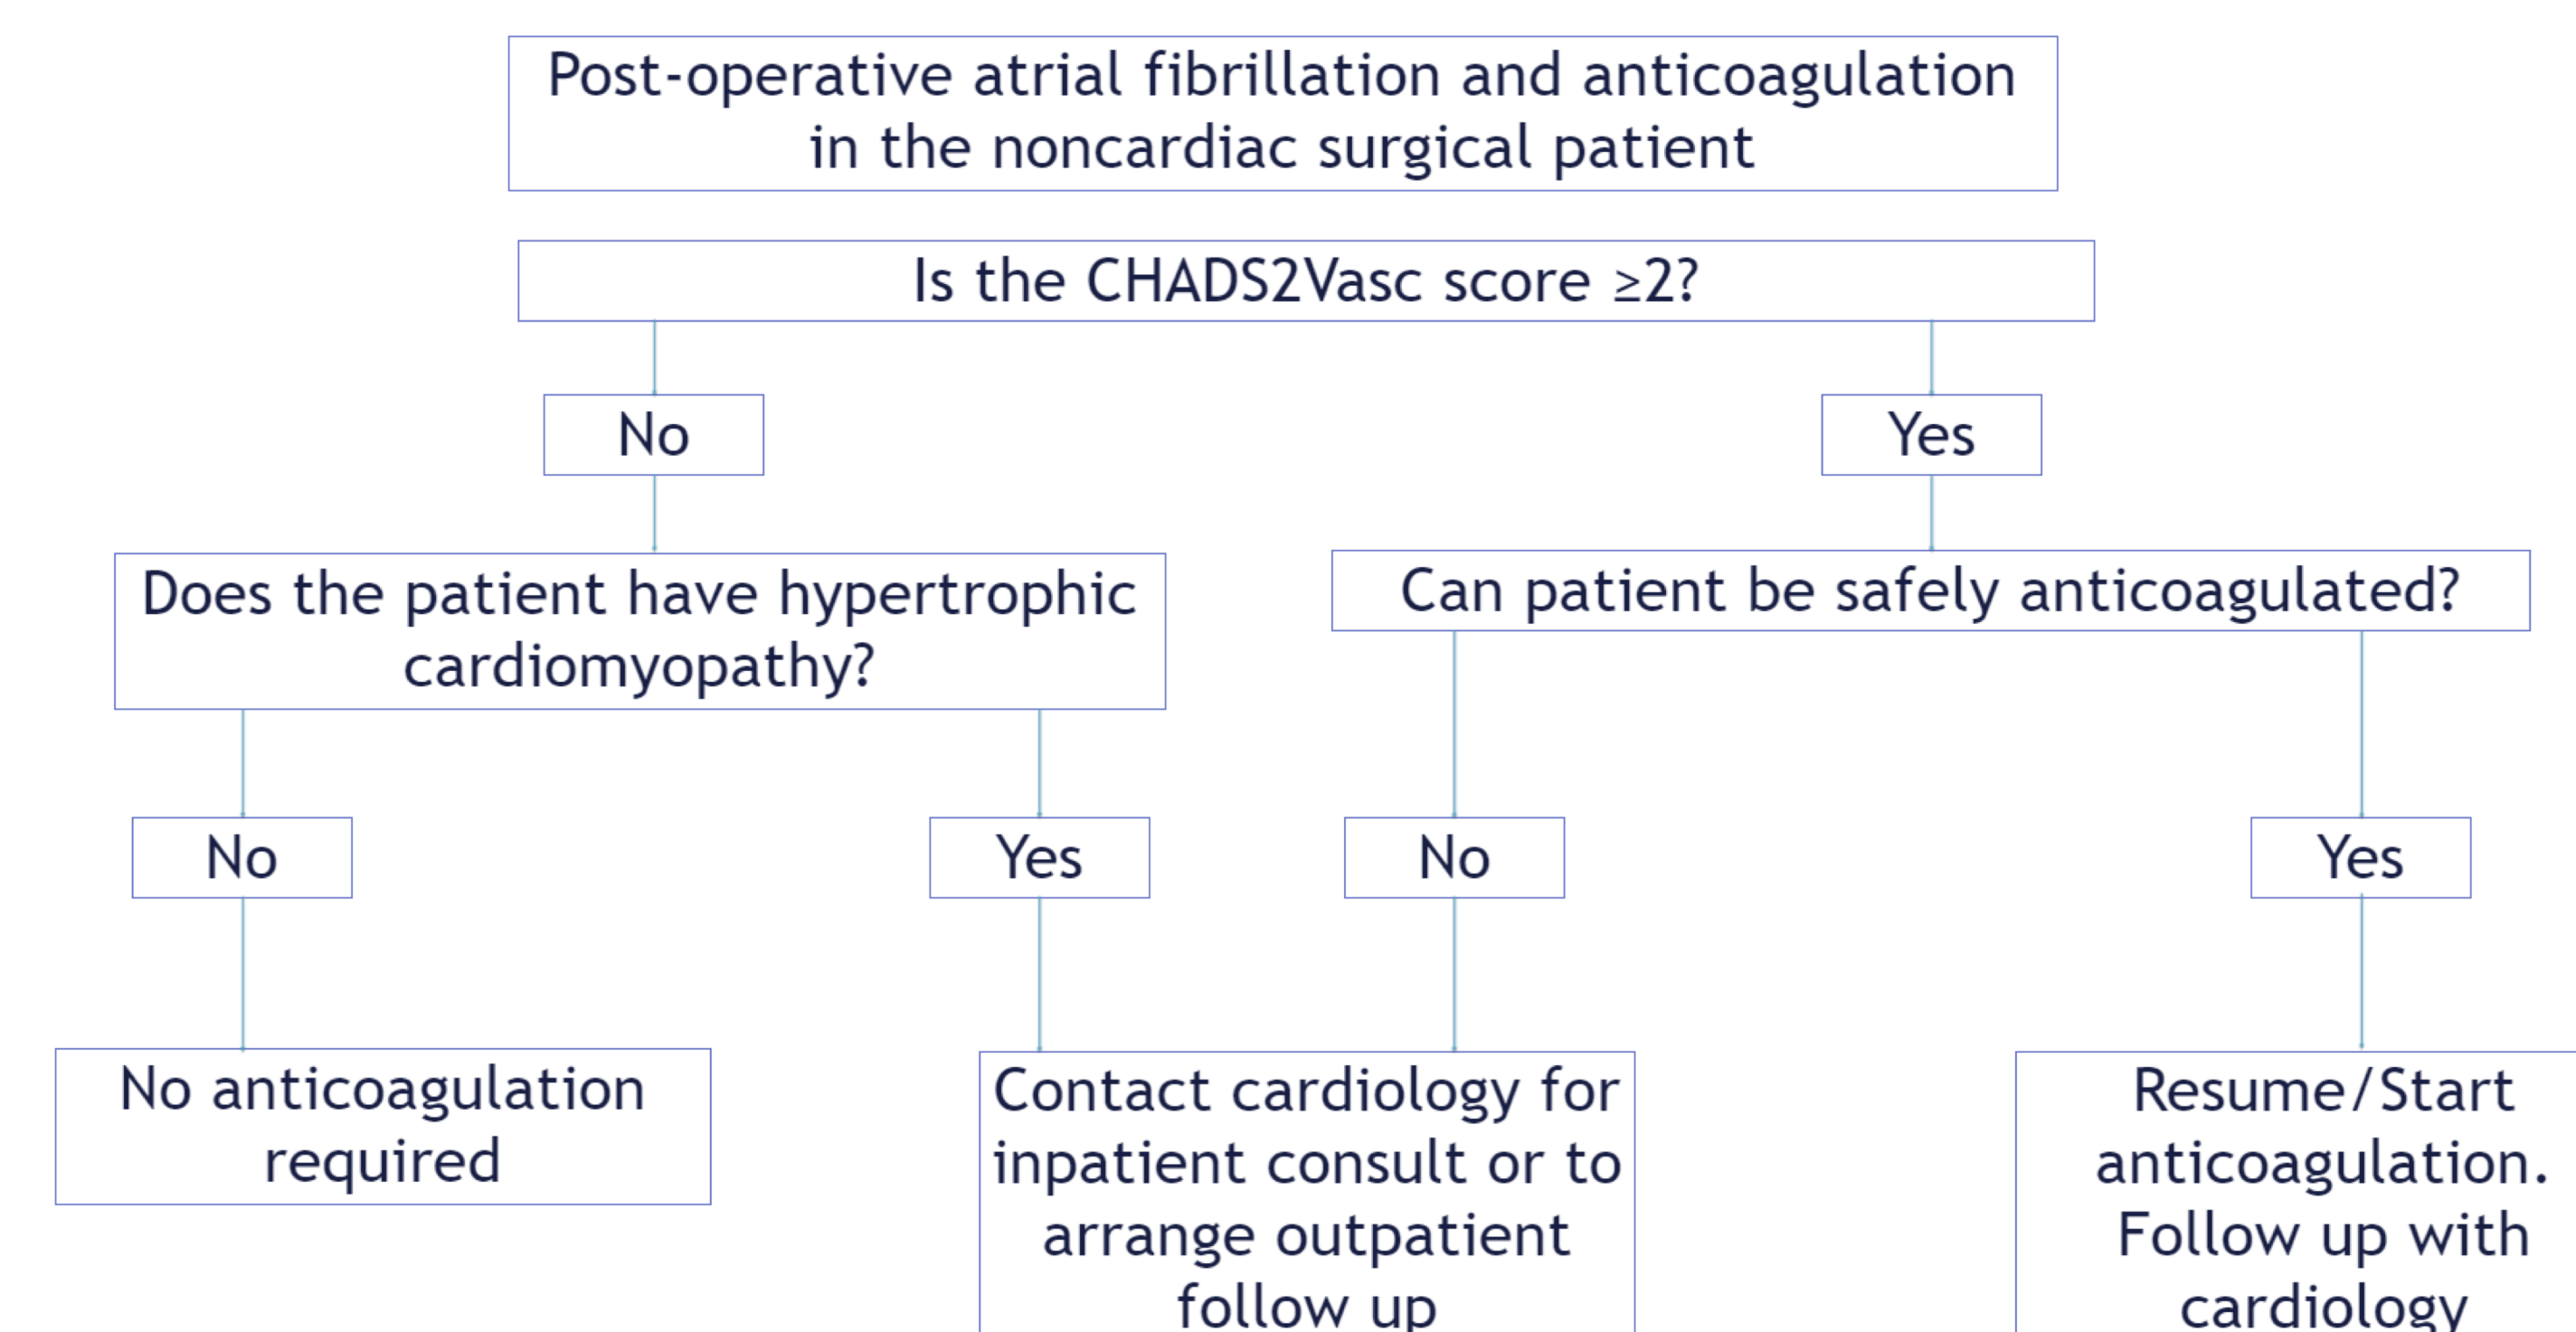 Post-operative atrial fibrillation and anticoagulation
in the noncardiac surgical patient
Is the CHADS2Vasc score ≥2?
No
Yes
Does the patient have hypertrophic
cardiomyopathy?
Can patient be safely anticoagulated?
No
Yes
No
Yes
No anticoagulation
required
Contact cardiology for
inpatient consult or to
arrange outpatient
follow up
Resume/Start
anticoagulation.
Follow up with
cardiology